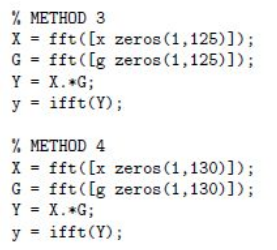 % METHOD 3
X = fft([x zeros(1,125)]);
G = fft([g zeros(1,125)]);
Y = X.*G;
y = ifft(Y);
% METHOD 4
X = fft([x zeros(1,130)]);
G = fft([g zeros(1,130)]);
Y = X.*G;
y = ifft(Y);